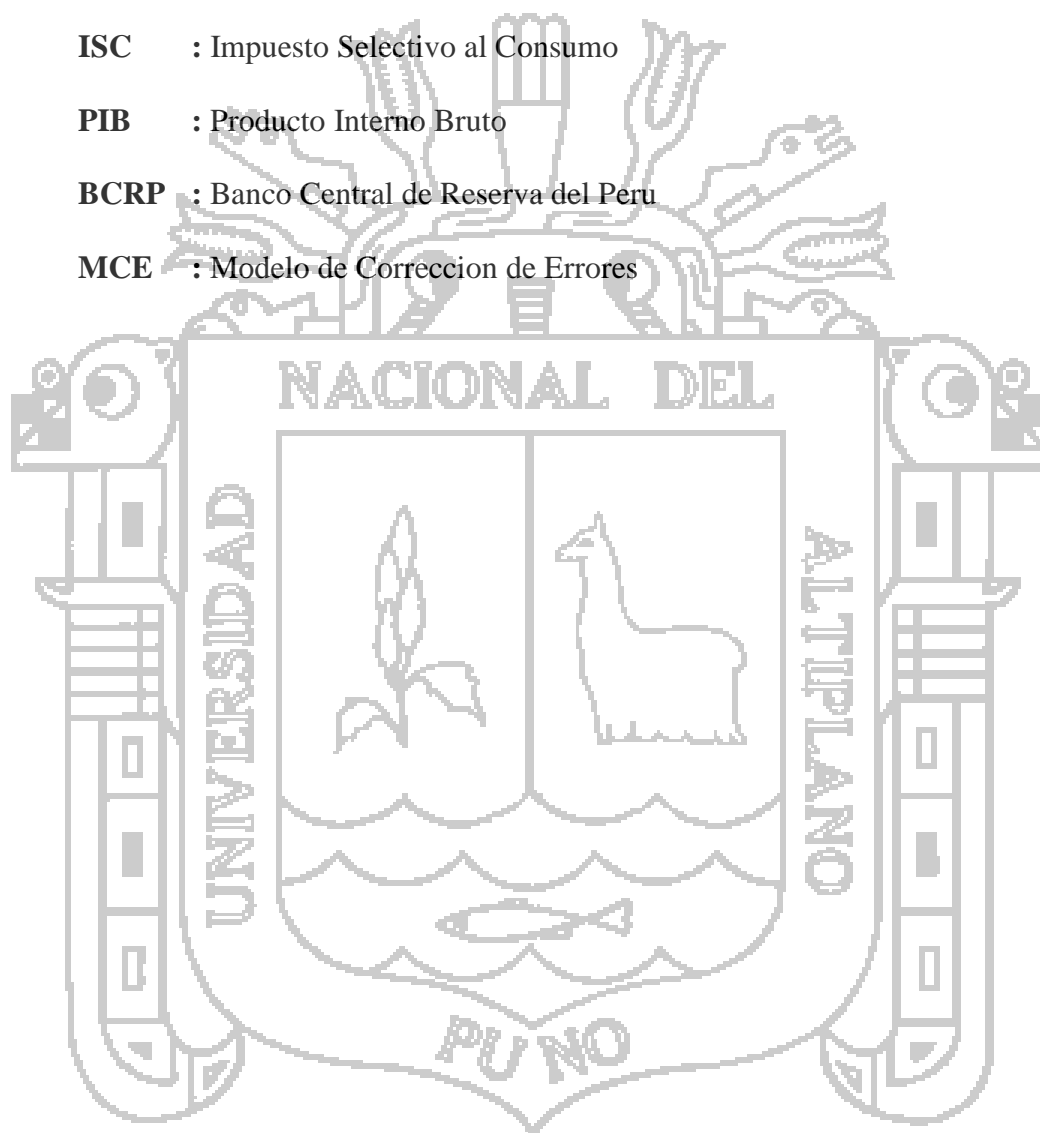 ISC : Impuesto Selectivo al Consumo
PIB : Producto Interno Bruto
BCRP : Banco Central de Reserva del Peru
MCE : Modelo de Correccion de Errores
NACIONAL DEL
UNIVERSIDAD
ALTIPLANO
PUNO